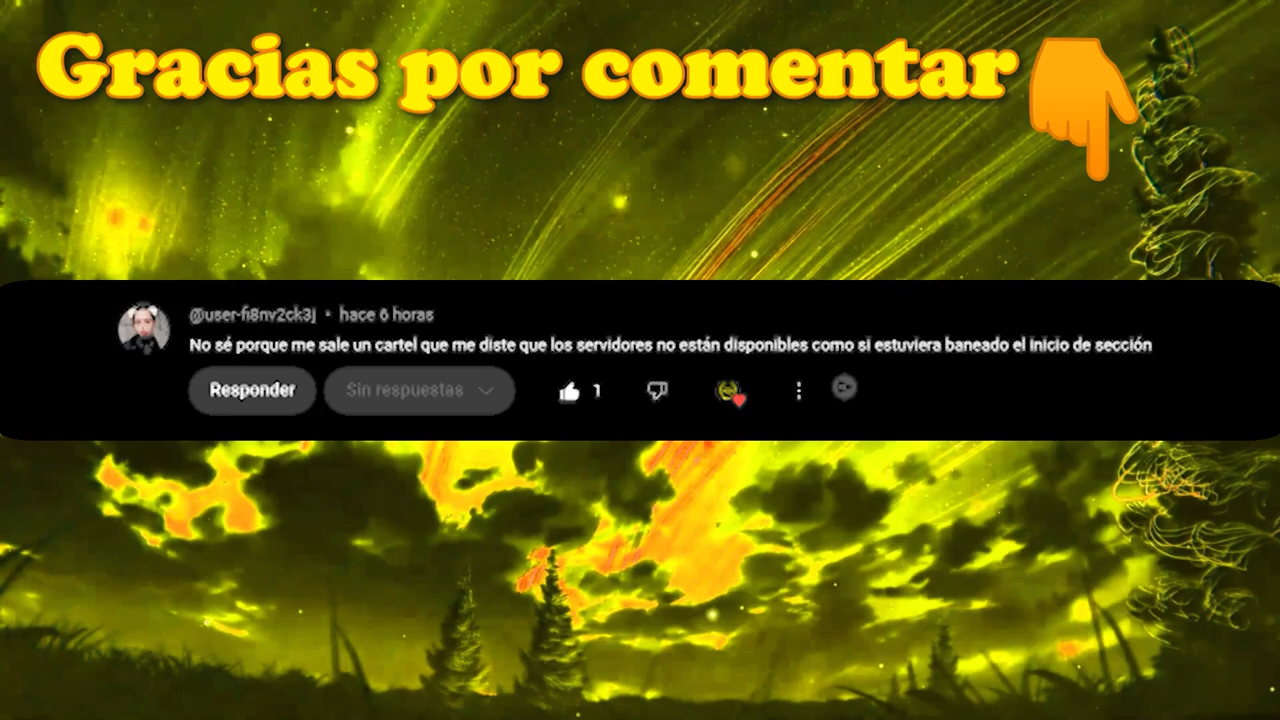 Gracias por comentar
@user-fi8nv2ck3j • hace 6 horas
No sé porque me sale un cartel que me diste que los servidores no están disponibles como si estuviera baneado el inicio de sección
Responder
Sin respuestas
1